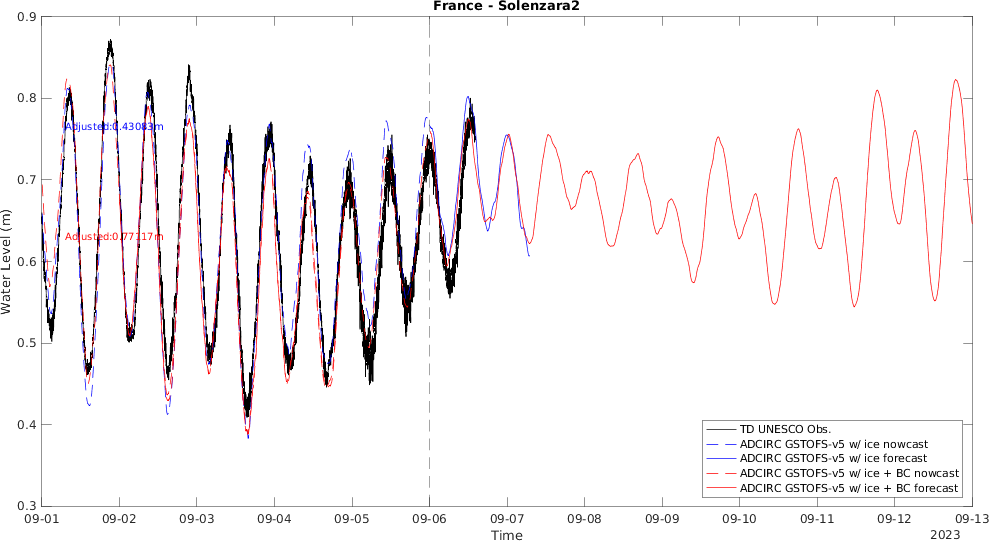 France - Solenzara2
Water Level (m)
0.9
0.8
0.7
0.6
0.5
0.4
0.3
Adjusted:0.43083m
Adjusted:0.77117m
TD UNESCO Obs.
ADCIRC GSTOFS-v5 w/ ice nowcast
ADCIRC GSTOFS-v5 w/ ice forecast
ADCIRC GSTOFS-v5 w/ ice + BC nowcast
ADCIRC GSTOFS-v5 w/ ice + BC forecast
09-01 09-02 09-03 09-04 09-05 09-06 09-07 09-08 09-09 09-10 09-11 09-12 09-13
Time
2023